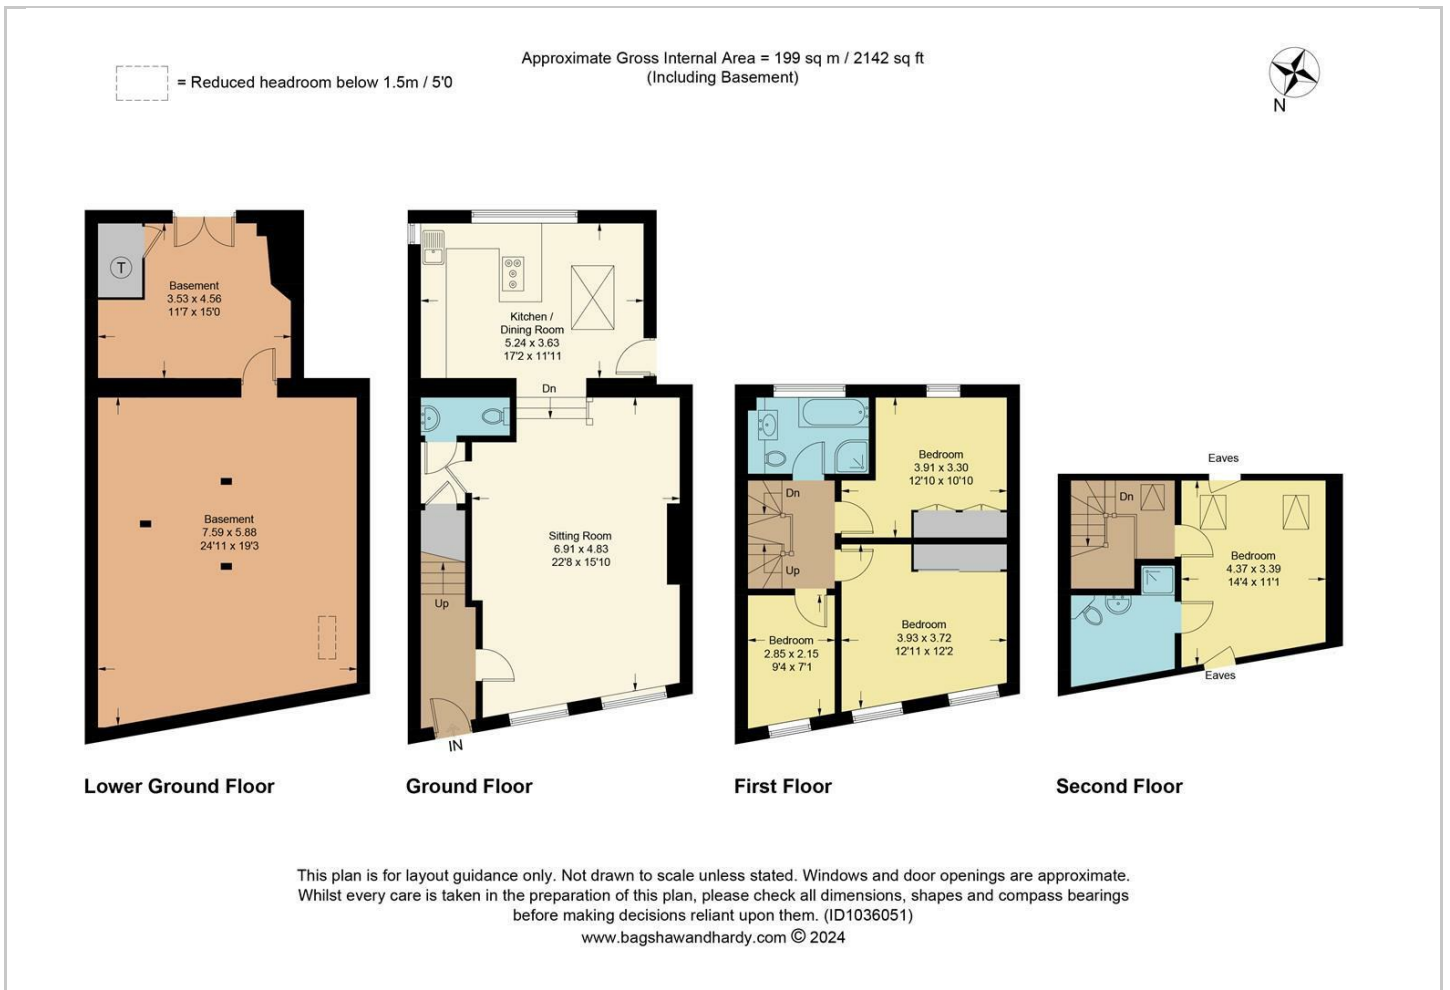 = Reduced headroom below 1.5m / 5'0
Approximate Gross Internal Area = 199 sq m / 2142 sq ft
(Including Basement)
N
T
Basement
3.53 x 4.56
11'7 x 15'0
Basement
7.59 x 5.88
24'11 x 19'3
Lower Ground Floor
Kitchen /
Dining Room
5.24 x 3.63
17'2 x 11'11
Dn
Sitting Room
6.91 x 4.83
22'8 x 15'10
Up
IN
Ground Floor
Bedroom
3.91 x 3.30
12'10 x 10'10
Dn
Up
Bedroom
2.85 x 2.15
9'4 x 7'1
Bedroom
3.93 x 3.72
12'11 x 12'2
First Floor
Eaves
Dn
Bedroom
4.37 x 3.39
14'4 x 11'1
Eaves
Second Floor
This plan is for layout guidance only. Not drawn to scale unless stated. Windows and door openings are approximate.
Whilst every care is taken in the preparation of this plan, please check all dimensions, shapes and compass bearings
before making decisions reliant upon them. (ID1036051)
www.bagshawandhardy.com © 2024